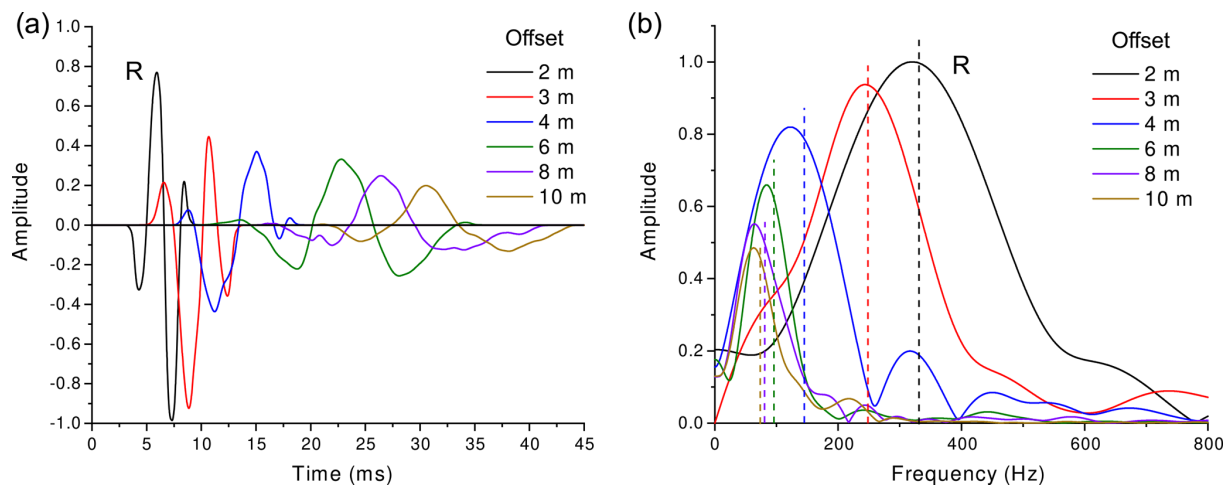 (a)
Offset
2 m
3 m
4 m
6 m
8 m
10 m
R
1.0
0.8
0.6
0.4
0.2
0.0
-0.2
-0.4
-0.6
-0.8
-1.0
Amplitude
0 5 10 15 20 25 30 35 40 45
Time (ms)
(b)
Offset
2 m
3 m
4 m
6 m
8 m
10 m
R
1.0
0.8
0.6
0.4
0.2
0.0
Amplitude
0 200 400 600 800
Frequency (Hz)